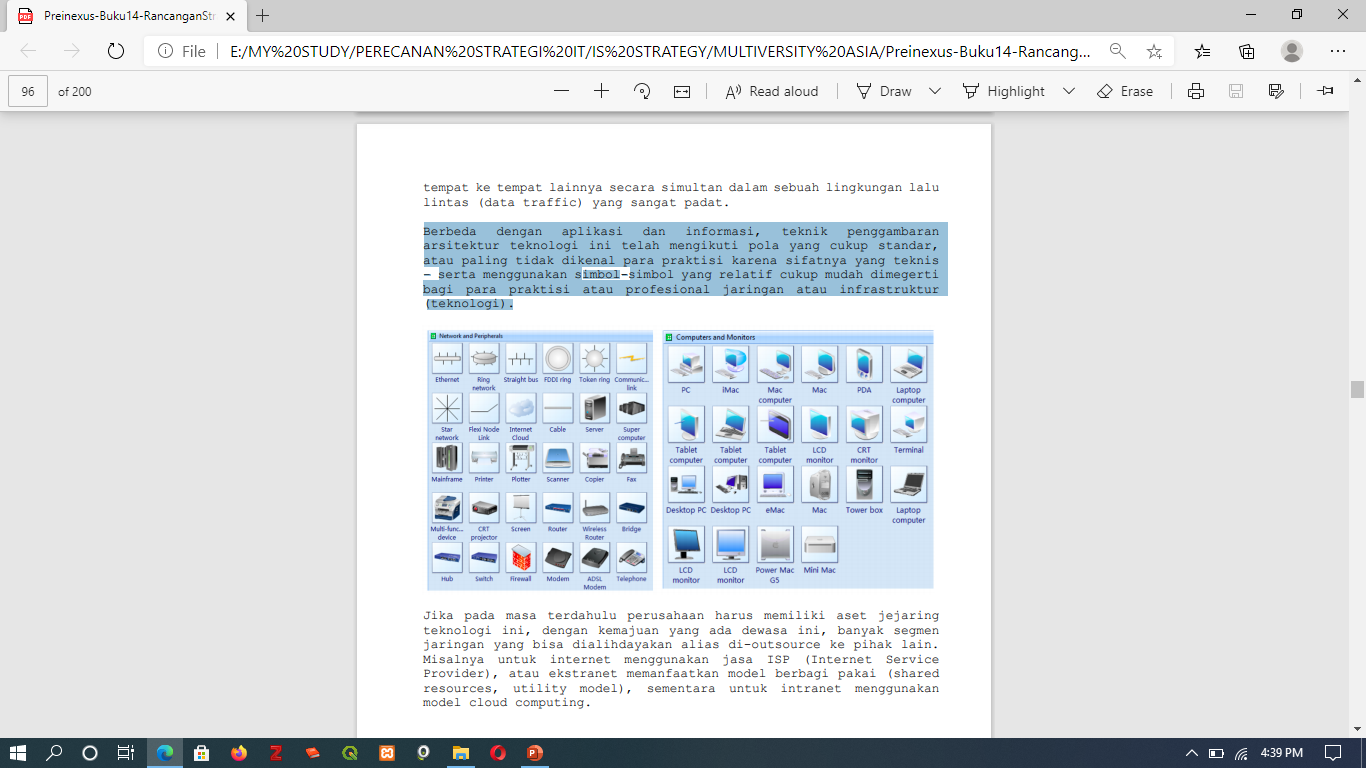 Preinexus-Buku14-RancanganStr
File
E:/MY%20STUDY/PERECANAN%20STRATEGI%20IT/IS%20STRATEGY/MULTIVERSITY%20ASIA/Preinexus-Buku14-Rancang...
96 of 200
Read aloud
Draw
Highlight
Erase
tempat ke tempat lainnya secara simultan dalam sebuah lingkungan lalu
lintas (data traffic) yang sangat padat.
Berbeda dengan aplikasi dan informasi, teknik penggambaran
arsitektur teknologi ini telah mengikuti pola yang cukup standar,
atau paling tidak dikenal para praktisi karena sifatnya yang teknis
– serta menggunakan simbol-simbol yang relatif cukup mudah dimegerti
bagi para praktisi atau profesional jaringan atau infrastruktur
(teknologi).
Network and Peripherals
Ethernet Ring network Straight bus FDDI ring Token ring Communic... link
Star network Flexi Node Link Internet Cloud Cable Server Super computer
Mainframe Printer Plotter Scanner Copier Fax
Multi-func... device CRT projector Screen Router Wireless Router Bridge
Hub Switch Firewall Modem ADSL Modem Telephone
Computers and Monitors
PC iMac Mac computer Mac PDA Laptop computer
Tablet computer Tablet computer Tablet computer LCD monitor CRT monitor Terminal
Desktop PC Desktop PC eMac Mac Tower box Laptop computer
LCD monitor LCD monitor Power Mac G5 Mini Mac
Jika pada masa terdahulu perusahaan harus memiliki aset jejaring
teknologi ini, dengan kemajuan yang ada dewasa ini, banyak segmen
jaringan yang bisa dialihdayakan alias di-outsource ke pihak lain.
Misalnya untuk internet menggunakan jasa ISP (Internet Service
Provider), atau ekstranet memanfaatkan model berbagi pakai (shared
resources, utility model), sementara untuk intranet menggunakan
model cloud computing.
4:39 PM